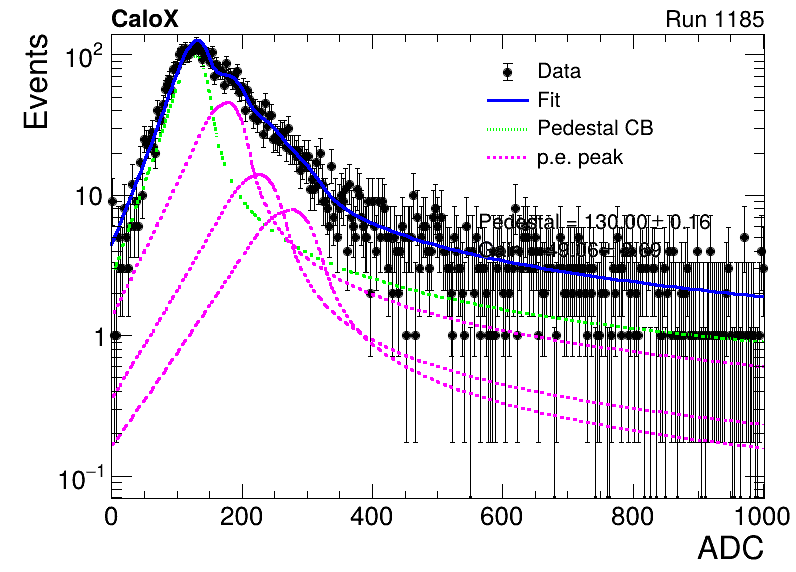 CaloX Run 1185
Events
10²
10
1
10⁻¹
Data
Fit
Pedestal CB
p.e. peak
Pedestal = 130.00 ± 0.16
0 200 400 600 800 1000
ADC